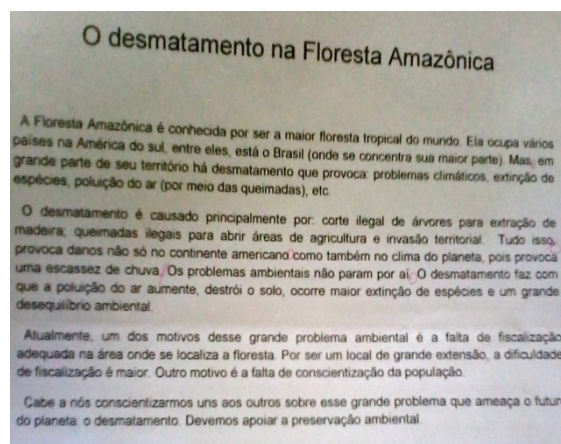 O desmatamento na Floresta Amazônica
A Floresta Amazônica é conhecida por ser a maior floresta tropical do mundo. Ela ocupa vários
países na América do sul, entre eles, está o Brasil (onde se concentra sua maior parte). Mas, em
grande parte de seu território há desmatamento que provoca: problemas climáticos, extinção de
espécies, poluição do ar (por meio das queimadas), etc.
O desmatamento é causado principalmente por: corte ilegal de árvores para extração de
madeira; queimadas ilegais para abrir áreas de agricultura e invasão territorial. Tudo isso,
provoca danos não só no continente americano como também no clima do planeta, pois provoca
uma escassez de chuva. Os problemas ambientais não param por aí. O desmatamento faz com
que a poluição do ar aumente, destrói o solo, ocorre maior extinção de espécies e um grande
desequilíbrio ambiental.
Atualmente, um dos motivos desse grande problema ambiental é a falta de fiscalização
adequada na área onde se localiza a floresta. Por ser um local de grande extensão, a dificuldade
de fiscalização é maior. Outro motivo é a falta de conscientização da população.
Cabe a nós conscientizarmos uns aos outros sobre esse grande problema que ameaça o futur
do planeta: o desmatamento. Devemos apoiar a preservação ambiental.